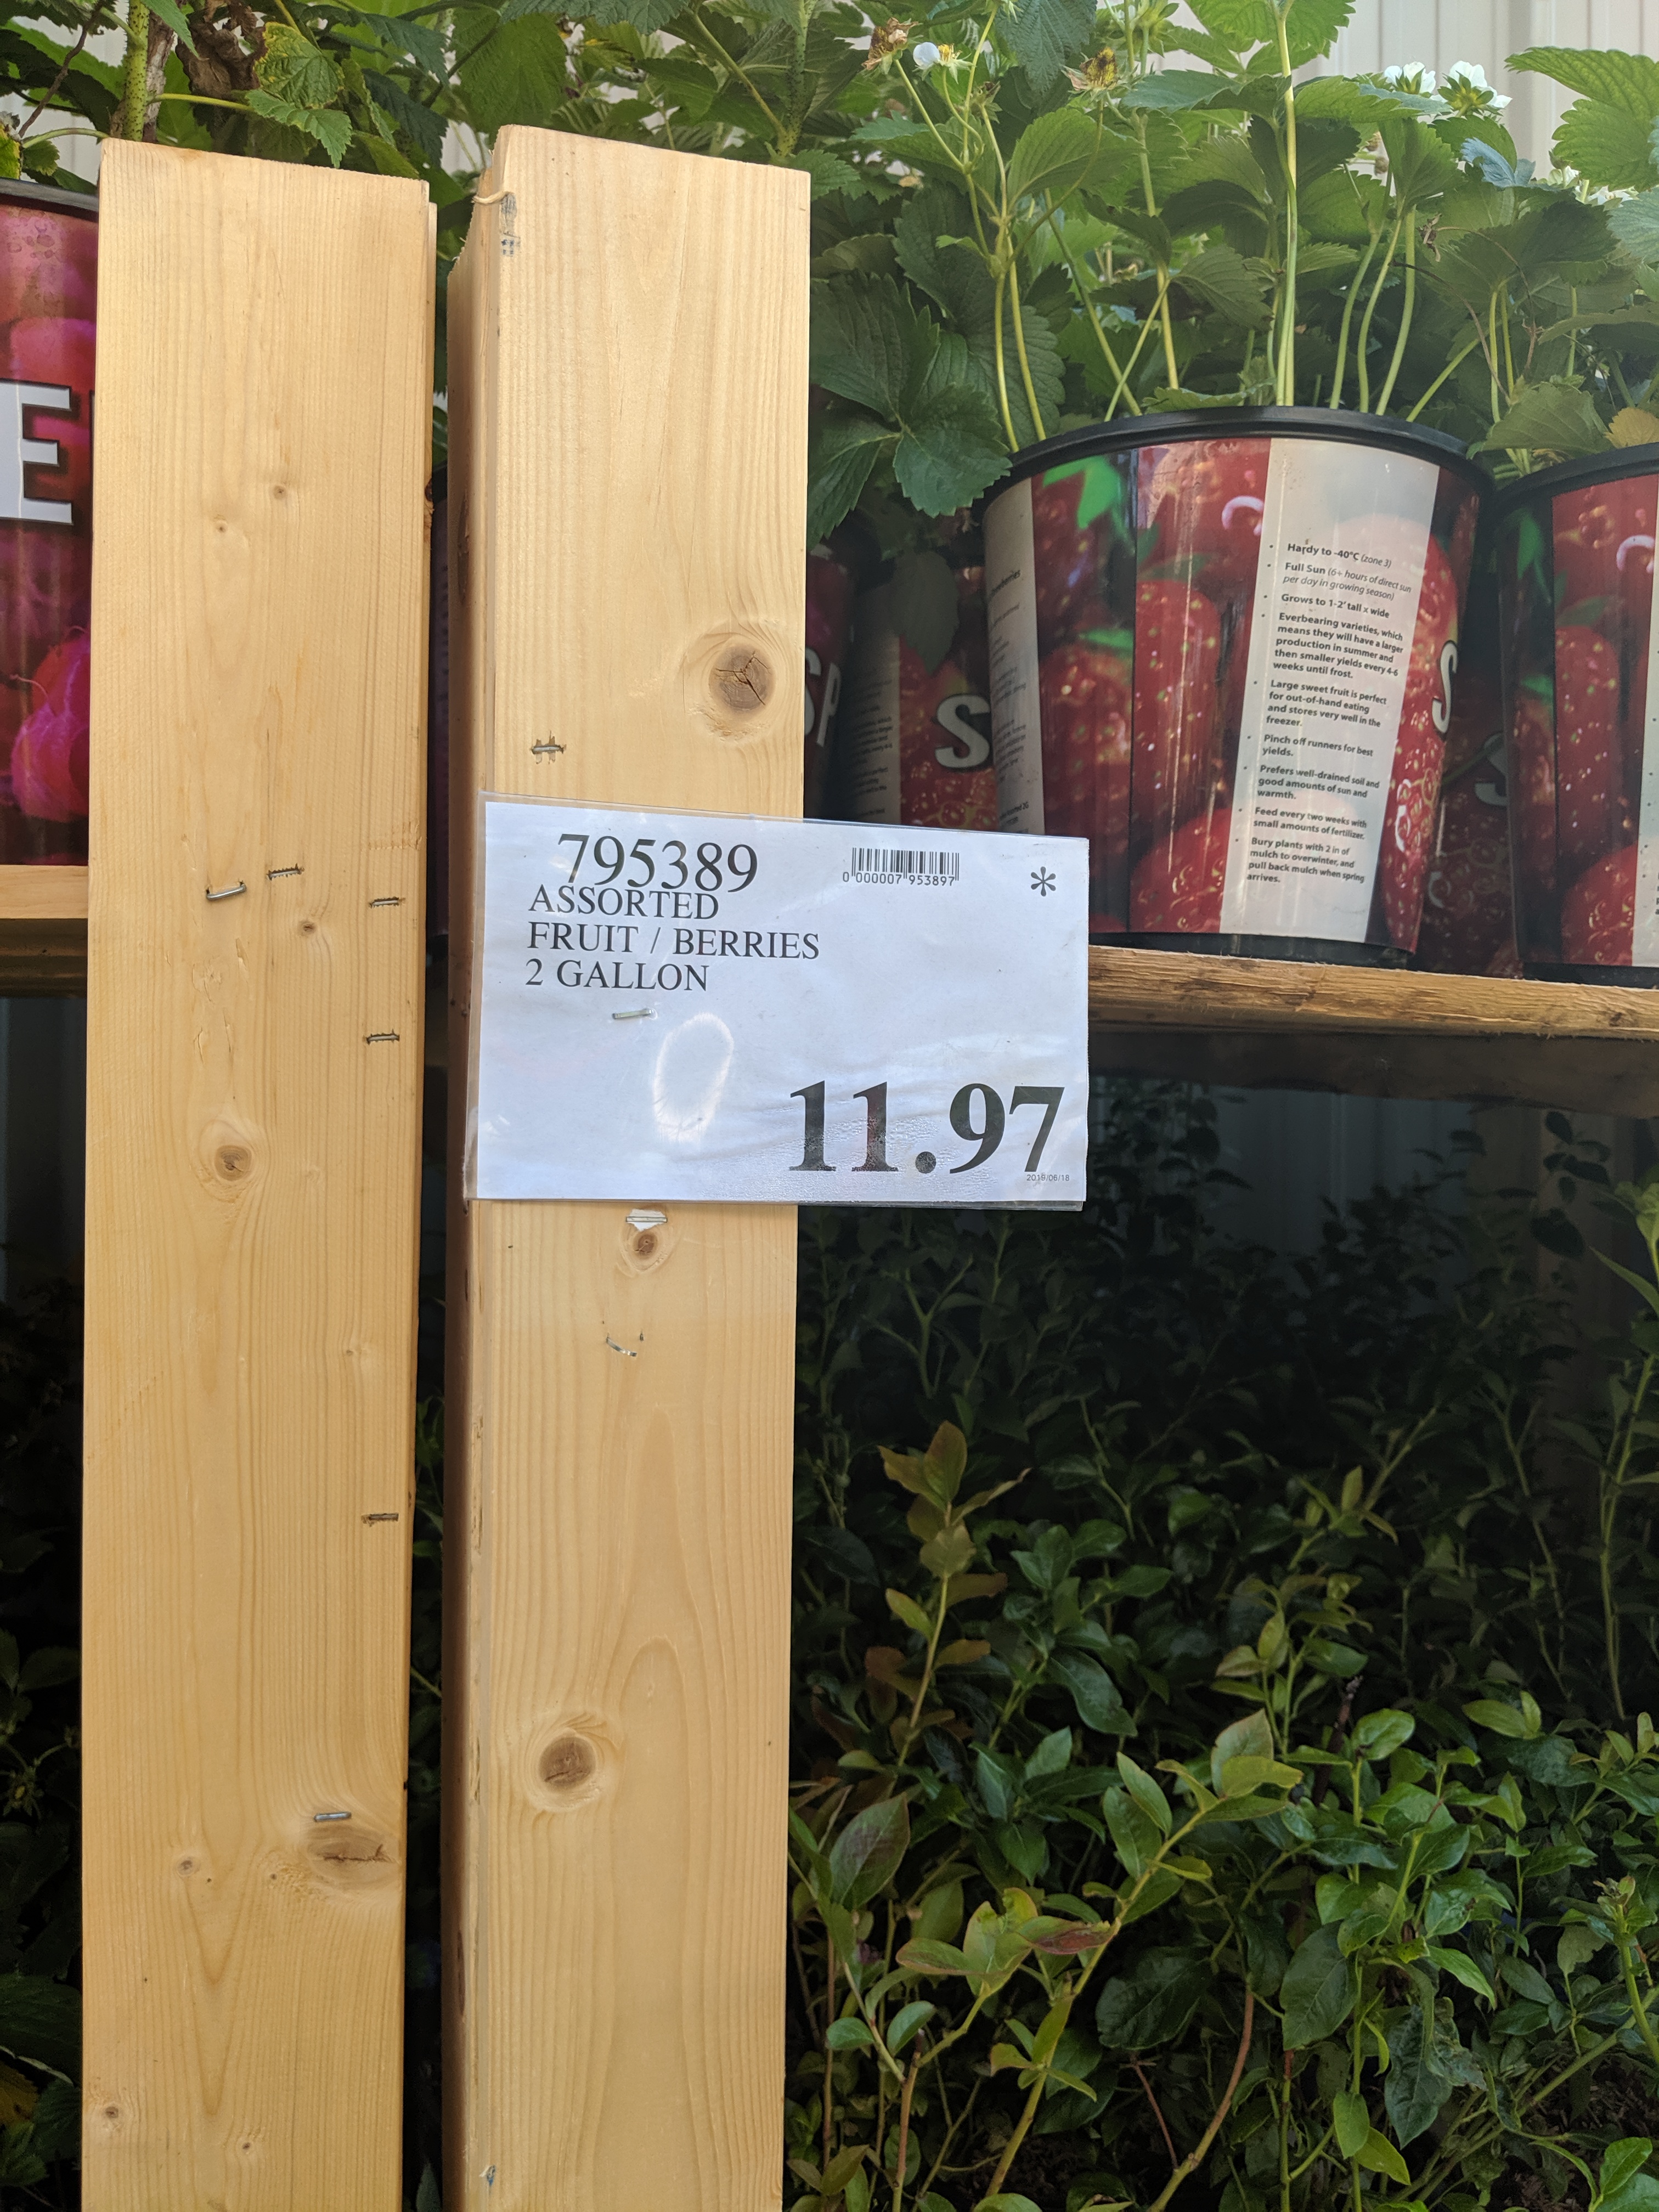 E
S
SP
S
S
Hardy to -40°C (zone 3)
Full Sun (6+ hours of direct sun
per day in growing season)
Grows to 1-2' tall x wide
Everbearing varieties, which
means they will have a larger
production in summer and
then smaller yields every 4-6
weeks until frost.
Large sweet fruit is perfect
for out-of-hand eating
and stores very well in the
freezer.
Pinch off runners for best
yields.
Prefers well-drained soil and
good amounts of sun and
warmth.
Feed every two weeks with
small amounts of fertilizer.
Bury plants with 2 in of
mulch to overwinter, and
pull back mulch when spring
arrives.
795389
0 000007 953897
*
ASSORTED
FRUIT / BERRIES
2 GALLON
11.97
2019/06/18